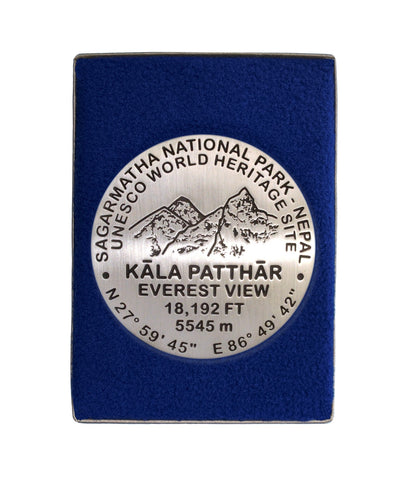 SAGARMATHA NATIONAL PARK - NEPAL
UNESCO WORLD HERITAGE SITE
• KĀLA PATTHĀR •
EVEREST VIEW
18,192 FT
5545 m
N 27° 59' 45" E 86° 49' 42"